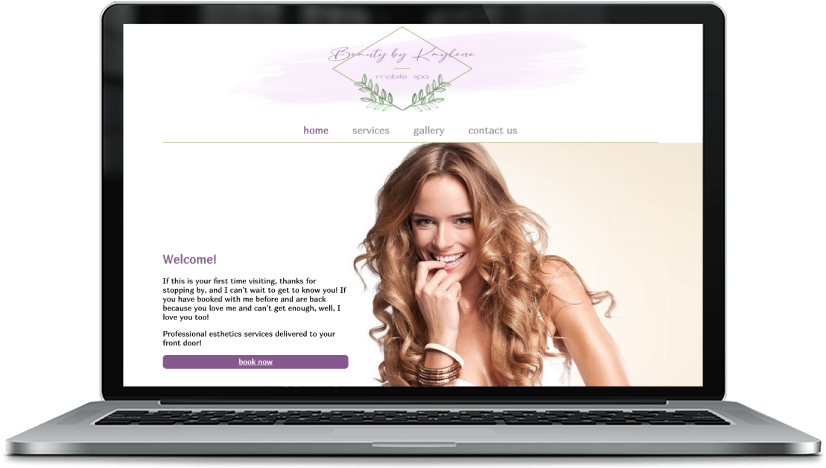 Beauty by Kaylana
mobile spa
home services gallery contact us
Welcome!
If this is your first time visiting, thanks for
stopping by, and I can't wait to get to know you! If
you have booked with me before and are back
because you love me and can't get enough, well, I
love you too!
Professional esthetics services delivered to your
front door!
book now